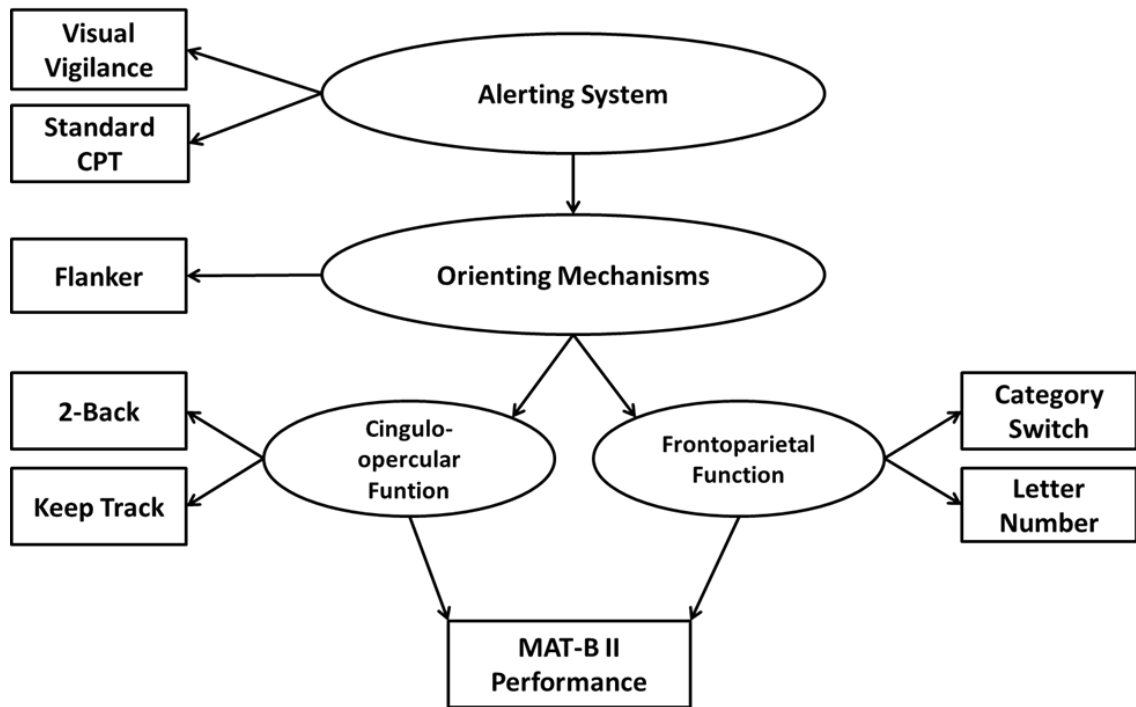 Visual
Vigilance
Alerting System
Standard
CPT
Flanker
Orienting Mechanisms
2-Back
Keep Track
Cingulo-
opercular
Funtion
Frontoparietal
Function
Category
Switch
Letter
Number
MAT-B II
Performance